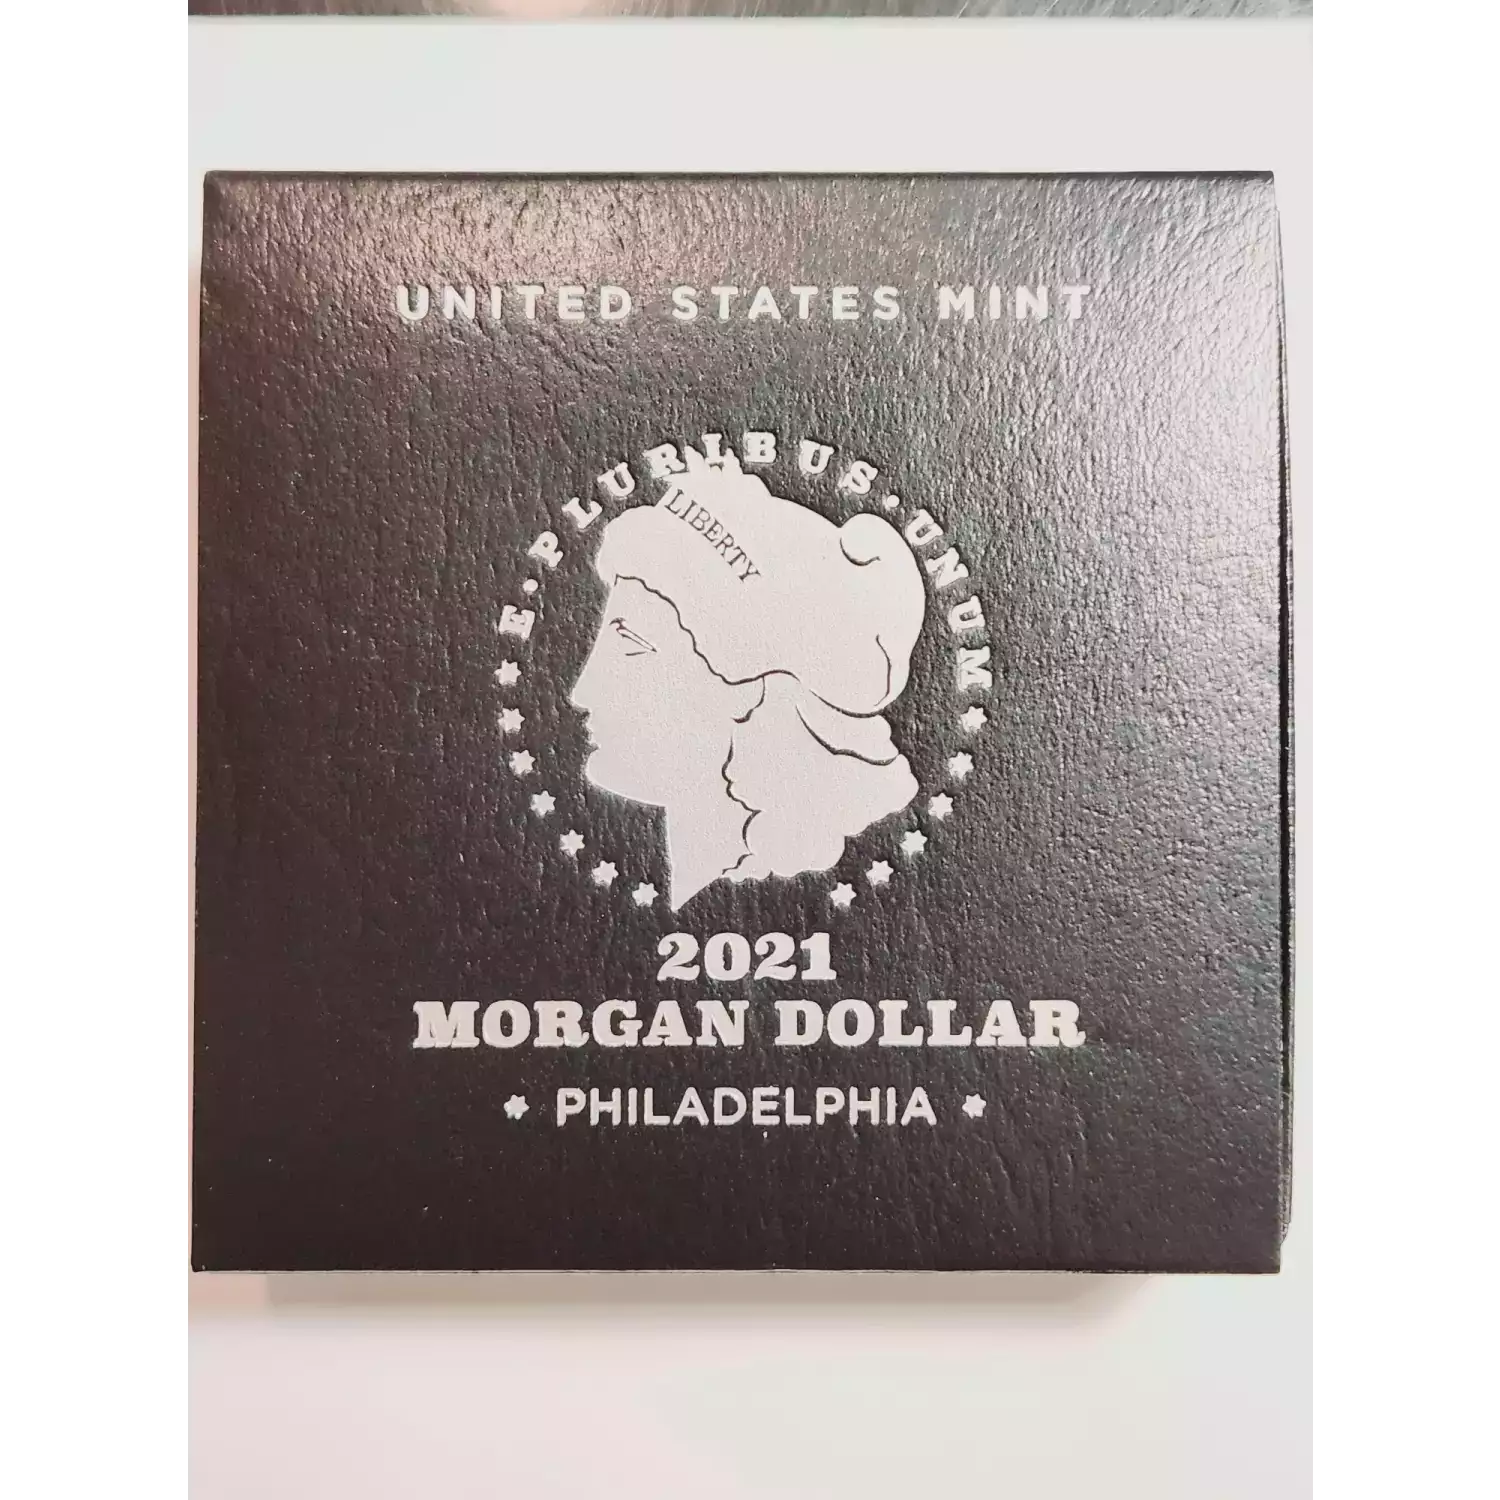 UNITED STATES MINT
E·PLURIBUS·UNUM
LIBERTY
2021
MORGAN DOLLAR
PHILADELPHIA